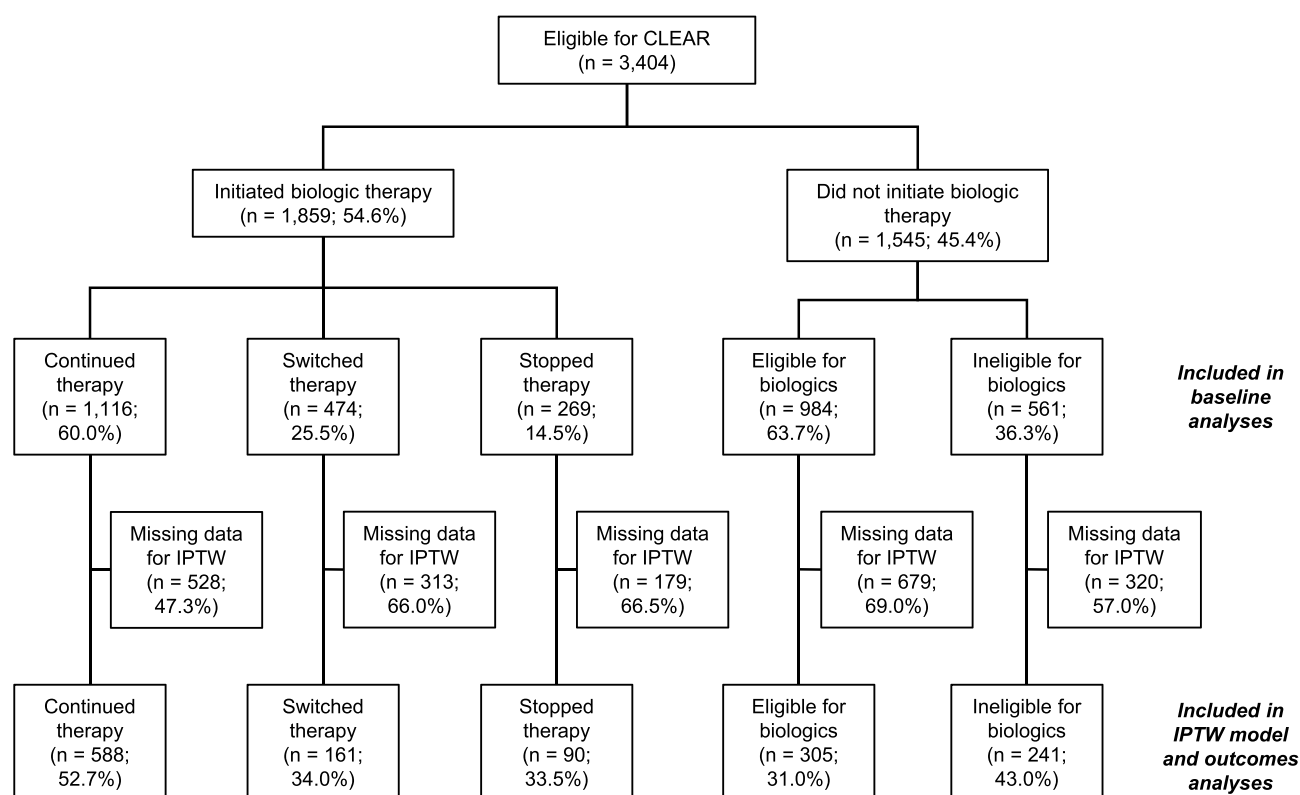 Eligible for CLEAR
(n = 3,404)
Initiated biologic therapy
(n = 1,859; 54.6%)
Did not initiate biologic
therapy
(n = 1,545; 45.4%)
Continued
therapy
(n = 1,116;
60.0%)
Switched
therapy
(n = 474;
25.5%)
Stopped
therapy
(n = 269;
14.5%)
Eligible for
biologics
(n = 984;
63.7%)
Ineligible for
biologics
(n = 561;
36.3%)
Included in
baseline
analyses
Missing data
for IPTW
(n = 528;
47.3%)
Missing data
for IPTW
(n = 313;
66.0%)
Missing data
for IPTW
(n = 179;
66.5%)
Missing data
for IPTW
(n = 679;
69.0%)
Missing data
for IPTW
(n = 320;
57.0%)
Continued
therapy
(n = 588;
52.7%)
Switched
therapy
(n = 161;
34.0%)
Stopped
therapy
(n = 90;
33.5%)
Eligible for
biologics
(n = 305;
31.0%)
Ineligible for
biologics
(n = 241;
43.0%)
Included in
IPTW model
and outcomes
analyses